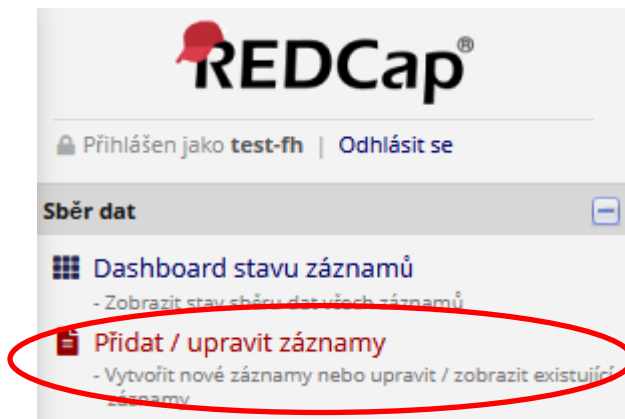 REDCap®
Přihlášen jako test-fh | Odhlásit se
Sběr dat
Dashboard stavu záznamů
- Zobrazit stav sběru dat všech záznamů
Přidat / upravit záznamy
- Vytvořit nové záznamy nebo upravit / zobrazit existující
záznamy